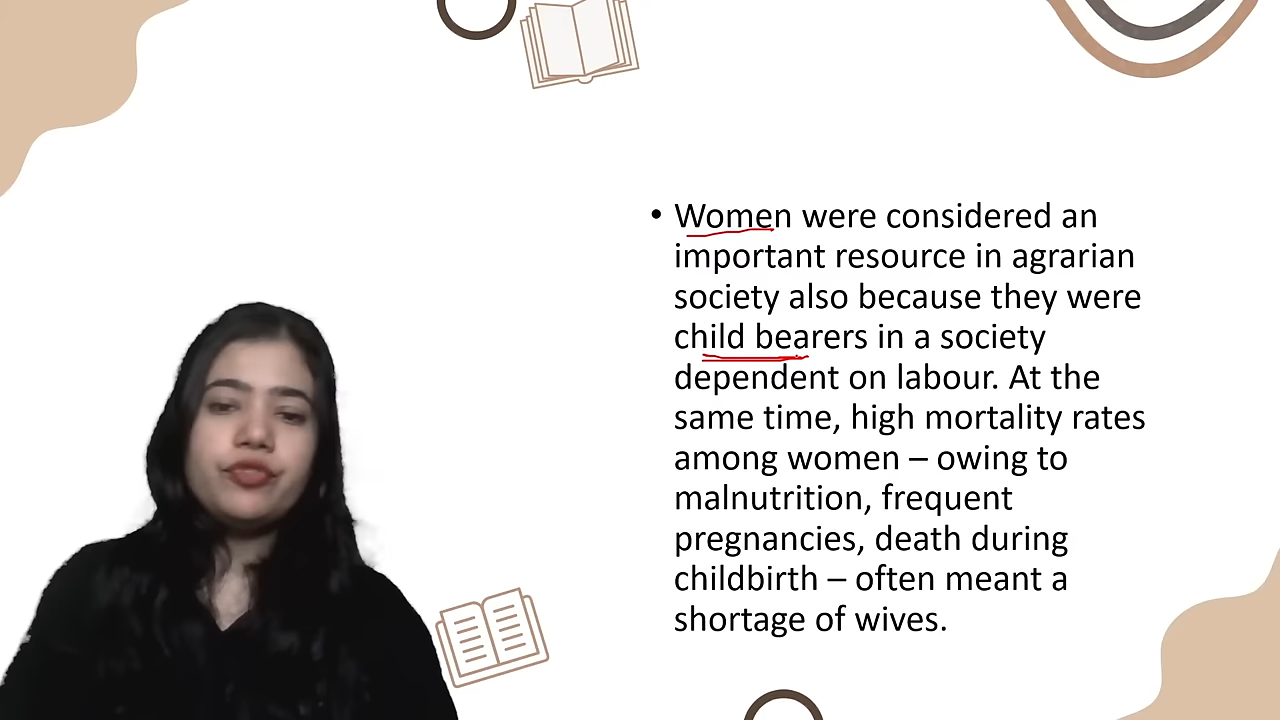 • Women were considered an
important resource in agrarian
society also because they were
child bearers in a society
dependent on labour. At the
same time, high mortality rates
among women – owing to
malnutrition, frequent
pregnancies, death during
childbirth – often meant a
shortage of wives.